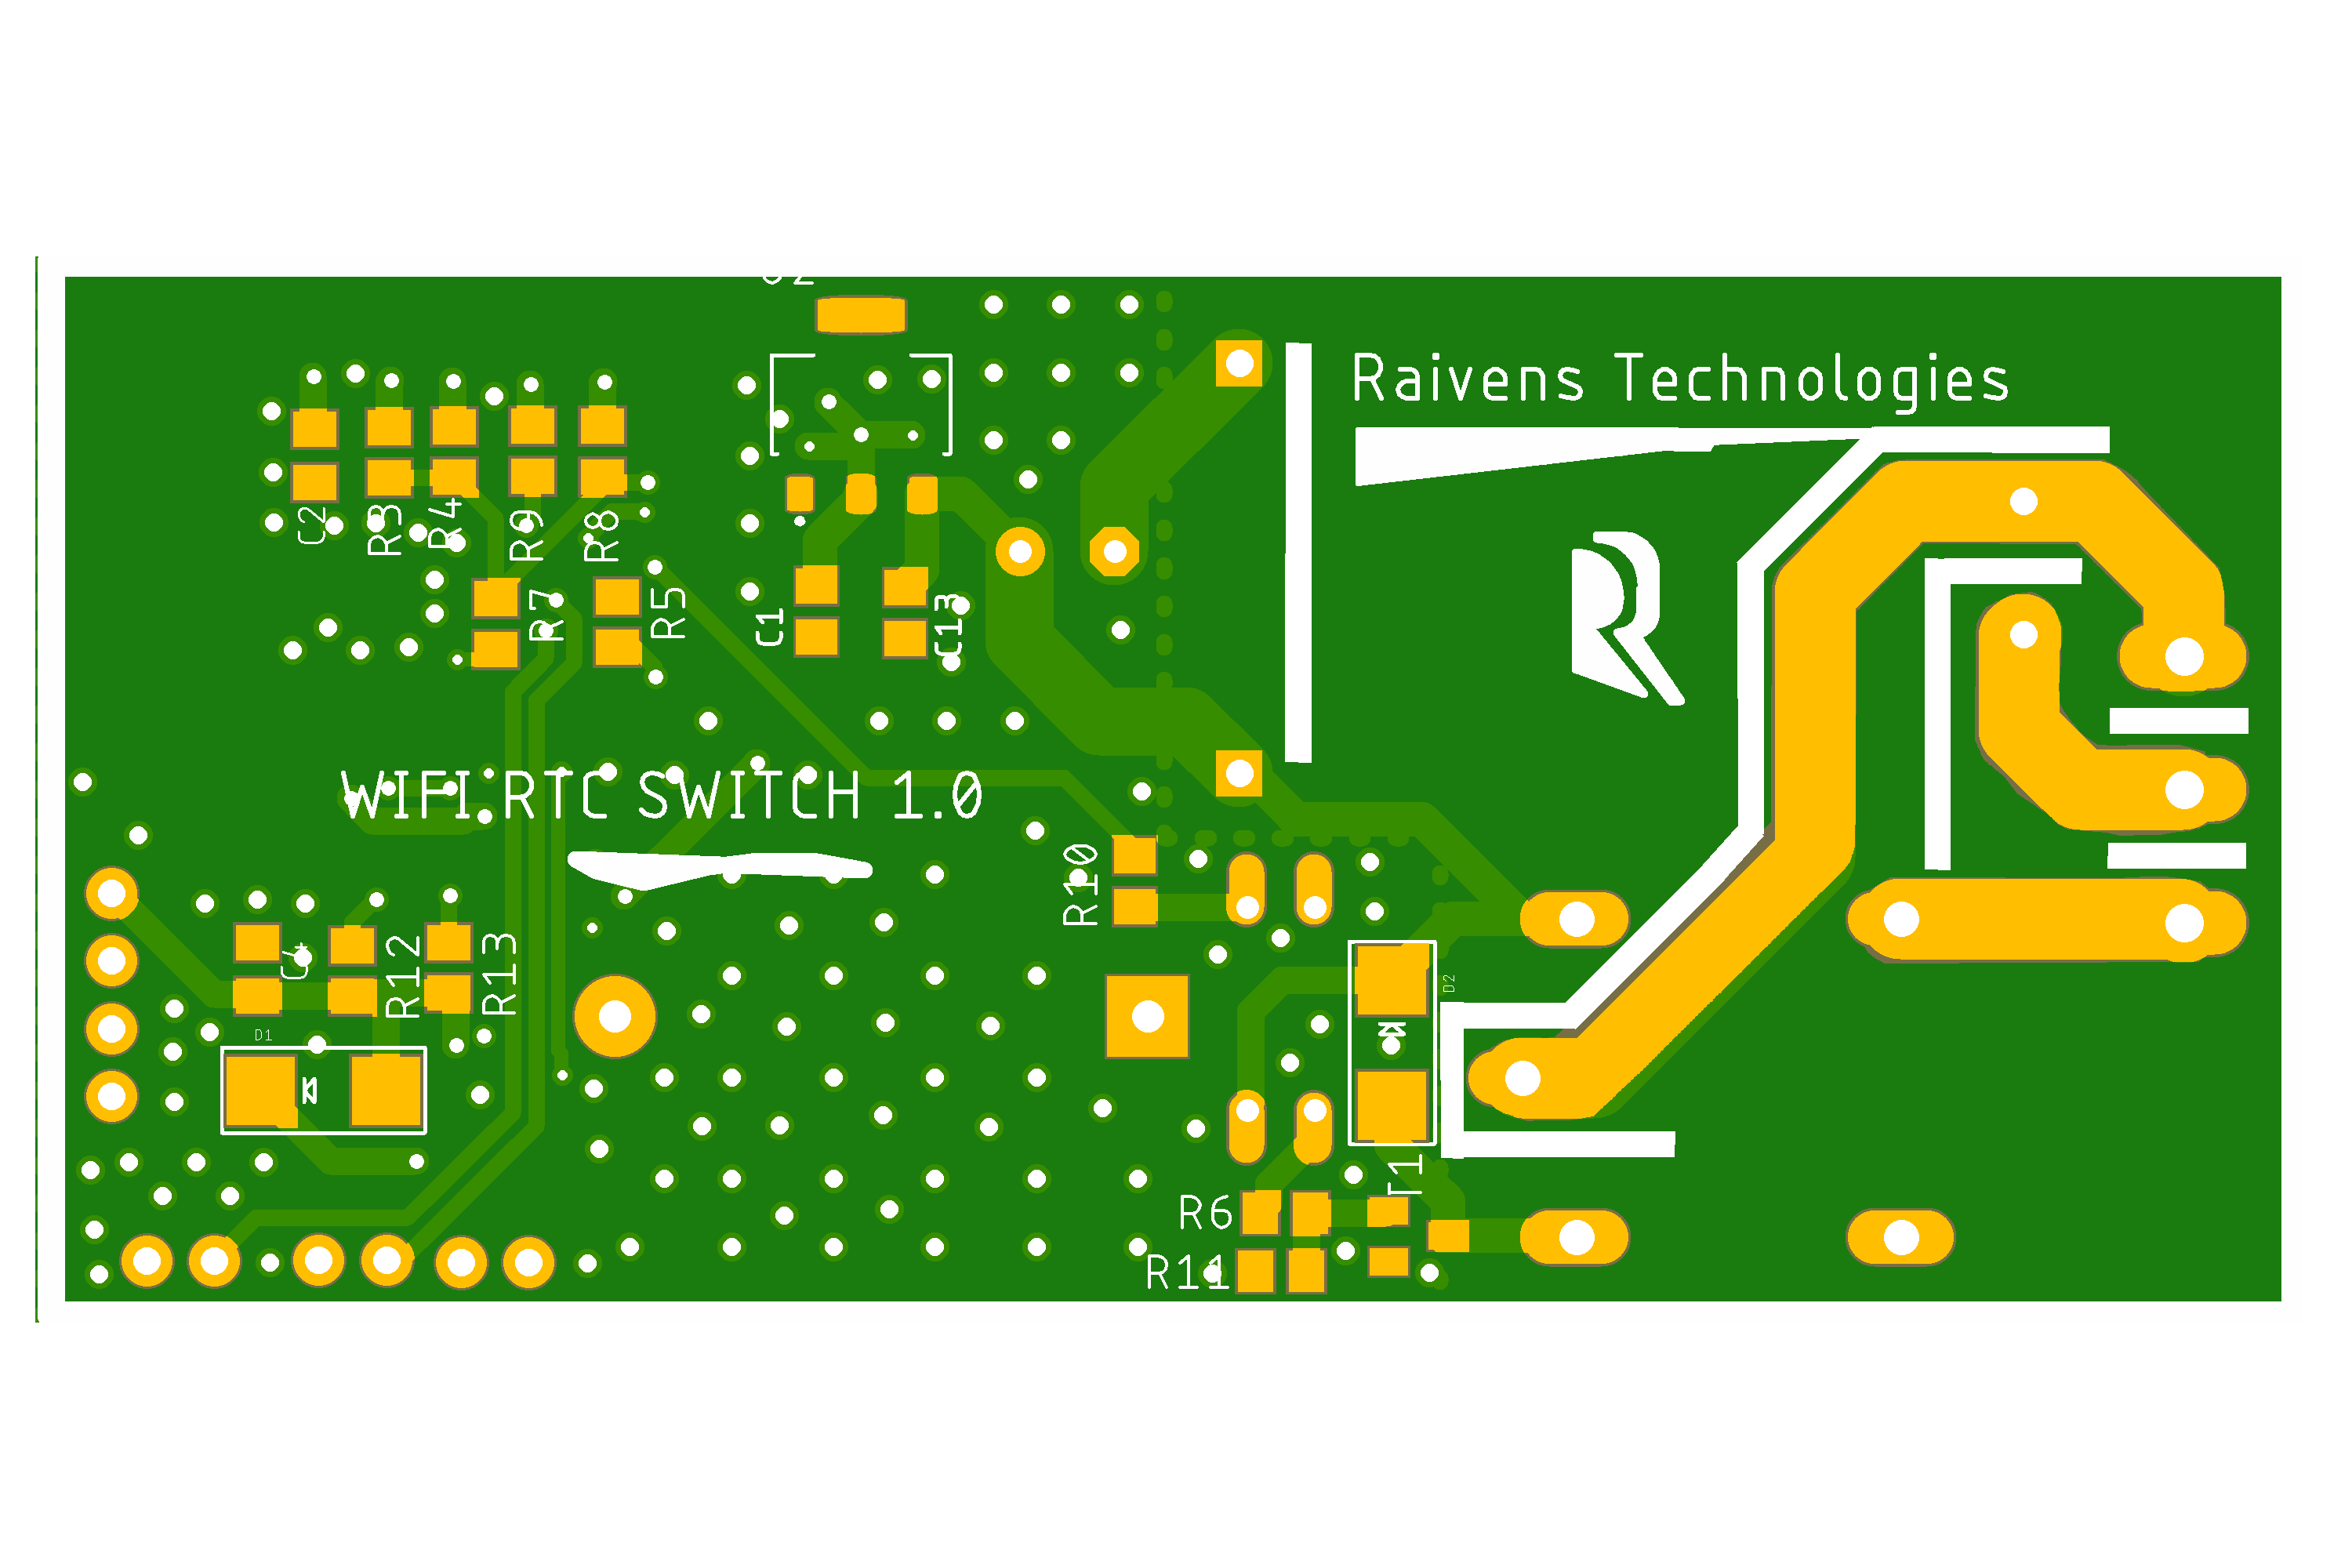 Raivens Technologies
R
C2
R3
R4
R9
R8
R7
R5
C1
C13
WIFI RTC SWITCH 1.0
R10
C4
R12
R13
D1
K
D2
K
T1
R6
R11